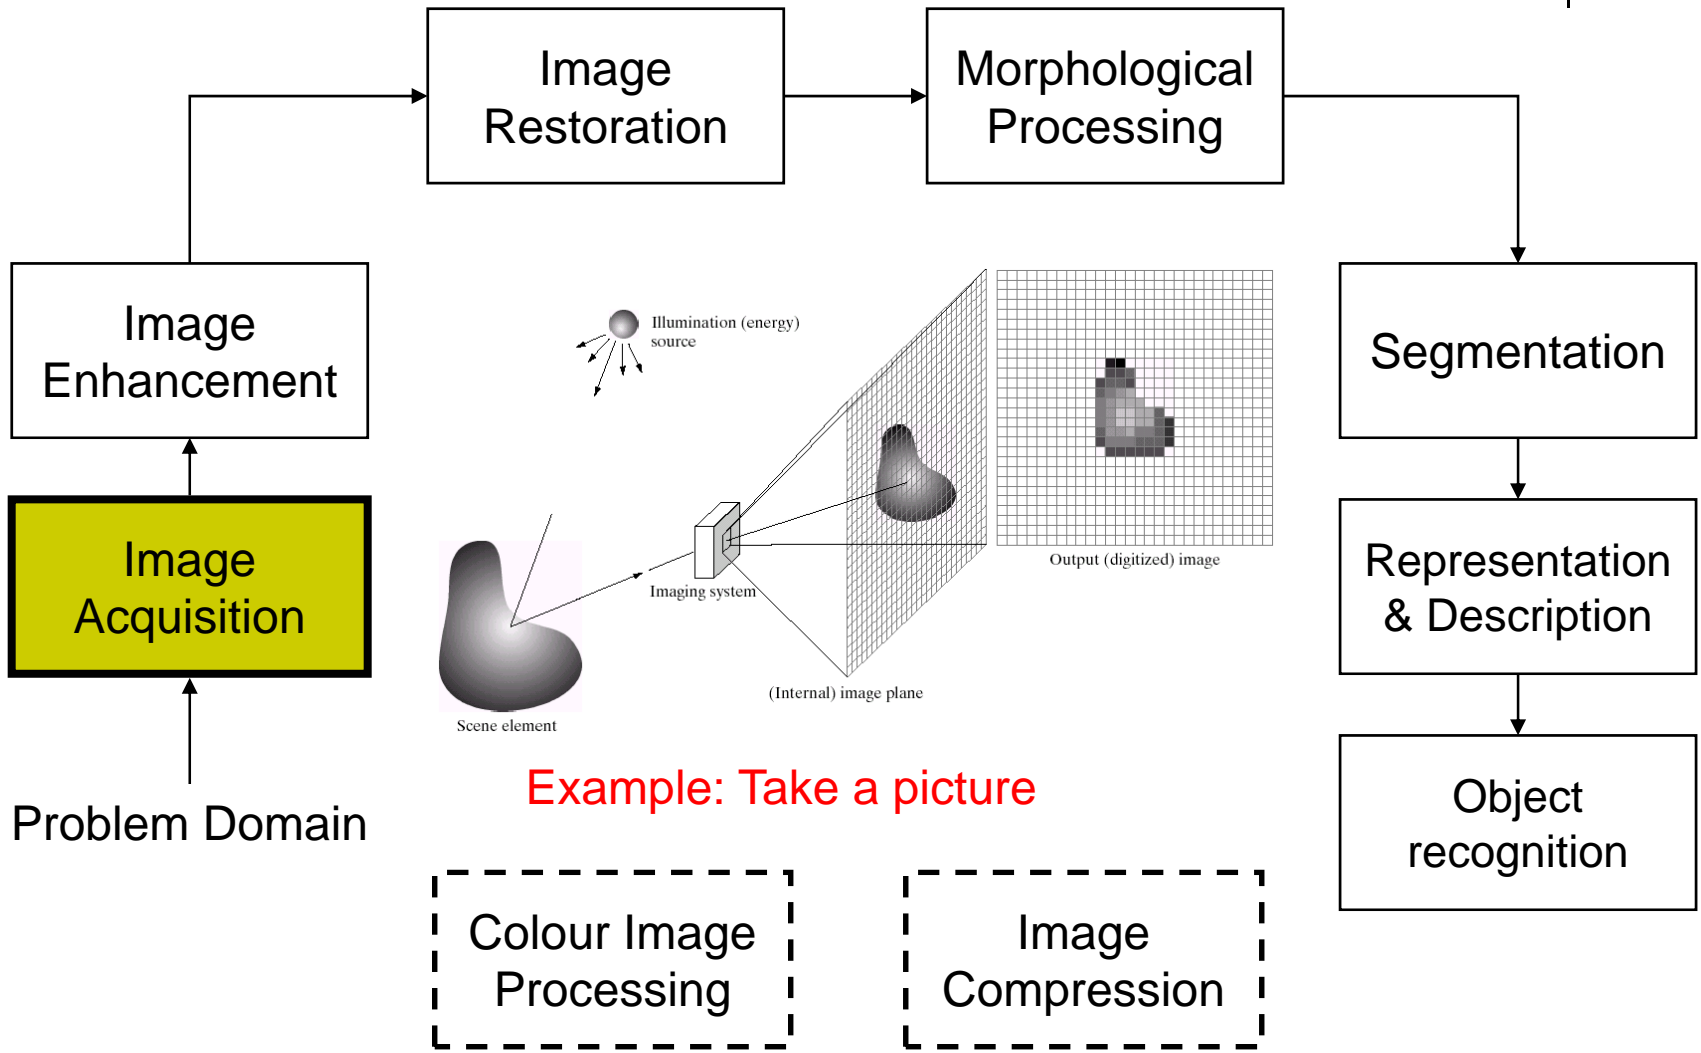 Image
Restoration
Morphological
Processing
Image
Enhancement
Illumination (energy)
source
Segmentation
Image
Acquisition
Imaging system
Output (digitized) image
Representation
& Description
(Internal) image plane
Scene element
Example: Take a picture
Problem Domain
Object
recognition
Colour Image
Processing
Image
Compression